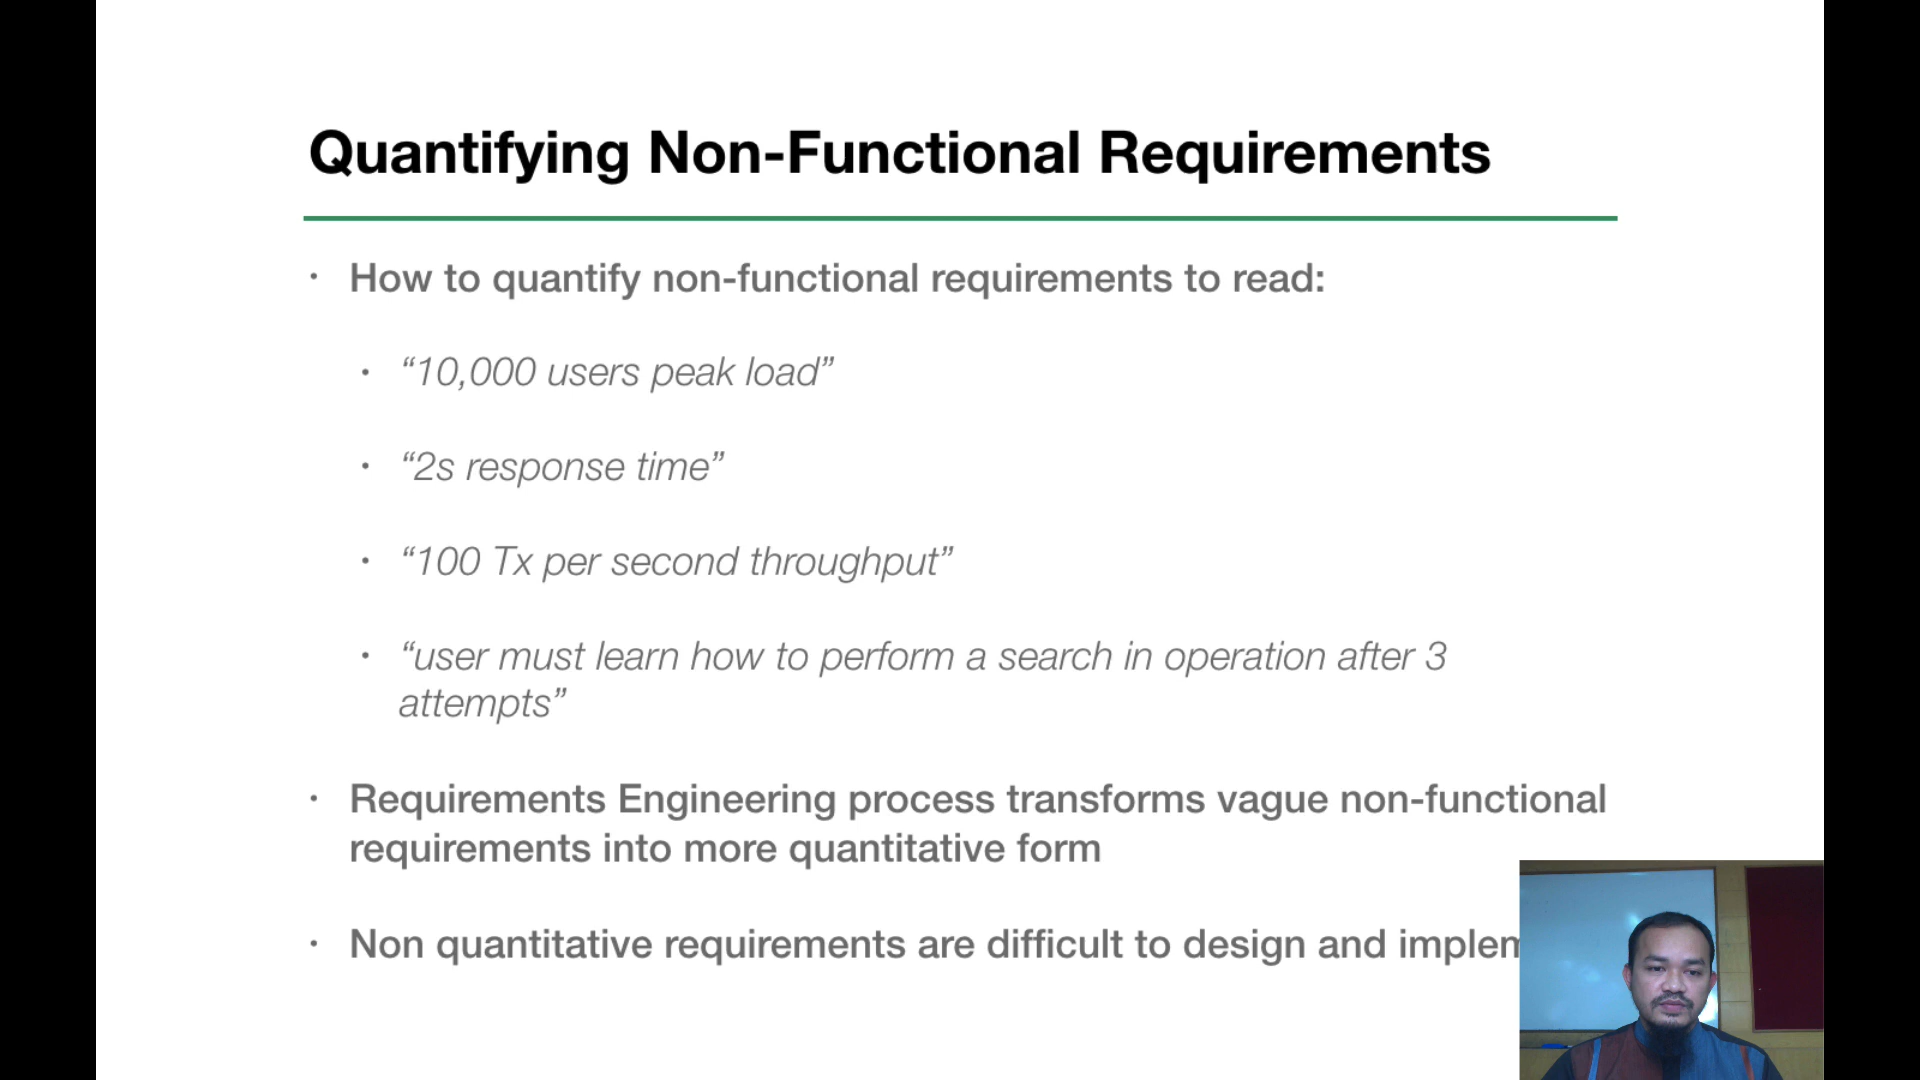 Quantifying Non-Functional Requirements
· How to quantify non-functional requirements to read:
· “10,000 users peak load”
· “2s response time”
· “100 Tx per second throughput”
· “user must learn how to perform a search in operation after 3
attempts”
· Requirements Engineering process transforms vague non-functional
requirements into more quantitative form
· Non quantitative requirements are difficult to design and